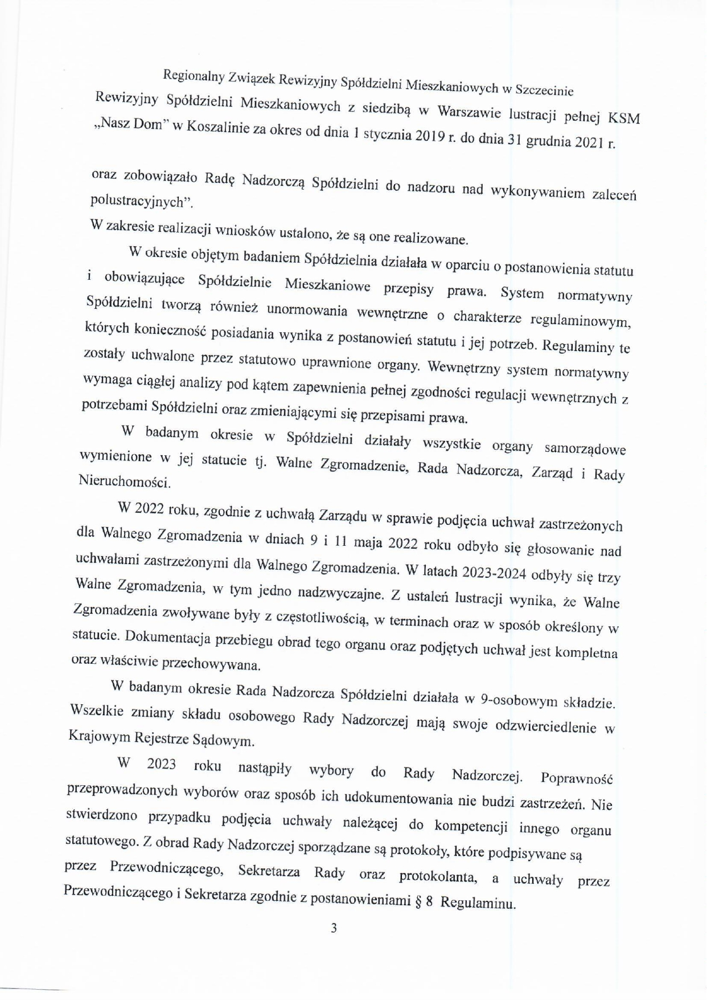 Regionalny Związek Rewizyjny Spółdzielni Mieszkaniowych w Szczecinie
Rewizyjny Spółdzielni Mieszkaniowych z siedzibą w Warszawie lustracji pełnej KSM
„Nasz Dom” w Koszalinie za okres od dnia 1 stycznia 2019 r. do dnia 31 grudnia 2021 r.
oraz zobowiązało Radę Nadzorczą Spółdzielni do nadzoru nad wykonywaniem zaleceń
polustracyjnych”.
W zakresie realizacji wniosków ustalono, że są one realizowane.
W okresie objętym badaniem Spółdzielnia działała w oparciu o postanowienia statutu
i obowiązujące Spółdzielnie Mieszkaniowe przepisy prawa. System normatywny
Spółdzielni tworzą również unormowania wewnętrzne o charakterze regulaminowym,
których konieczność posiadania wynika z postanowień statutu i jej potrzeb. Regulaminy te
zostały uchwalone przez statutowo uprawnione organy. Wewnętrzny system normatywny
wymaga ciągłej analizy pod kątem zapewnienia pełnej zgodności regulacji wewnętrznych z
potrzebami Spółdzielni oraz zmieniającymi się przepisami prawa.
W badanym okresie w Spółdzielni działały wszystkie organy samorządowe
wymienione w jej statucie tj. Walne Zgromadzenie, Rada Nadzorcza, Zarząd i Rady
Nieruchomości.
W 2022 roku, zgodnie z uchwałą Zarządu w sprawie podjęcia uchwał zastrzeżonych
dla Walnego Zgromadzenia w dniach 9 i 11 maja 2022 roku odbyło się głosowanie nad
uchwałami zastrzeżonymi dla Walnego Zgromadzenia. W latach 2023-2024 odbyły się trzy
Walne Zgromadzenia, w tym jedno nadzwyczajne. Z ustaleń lustracji wynika, że Walne
Zgromadzenia zwoływane były z częstotliwością, w terminach oraz w sposób określony w
statucie. Dokumentacja przebiegu obrad tego organu oraz podjętych uchwał jest kompletna
oraz właściwie przechowywana.
W badanym okresie Rada Nadzorcza Spółdzielni działała w 9-osobowym składzie.
Wszelkie zmiany składu osobowego Rady Nadzorczej mają swoje odzwierciedlenie w
Krajowym Rejestrze Sądowym.
W 2023 roku nastąpiły wybory do Rady Nadzorczej. Poprawność
przeprowadzonych wyborów oraz sposób ich udokumentowania nie budzi zastrzeżeń. Nie
stwierdzono przypadku podjęcia uchwały należącej do kompetencji innego organu
statutowego. Z obrad Rady Nadzorczej sporządzane są protokoły, które podpisywane są
przez Przewodniczącego, Sekretarza Rady oraz protokolanta, a uchwały przez
Przewodniczącego i Sekretarza zgodnie z postanowieniami § 8 Regulaminu.
3